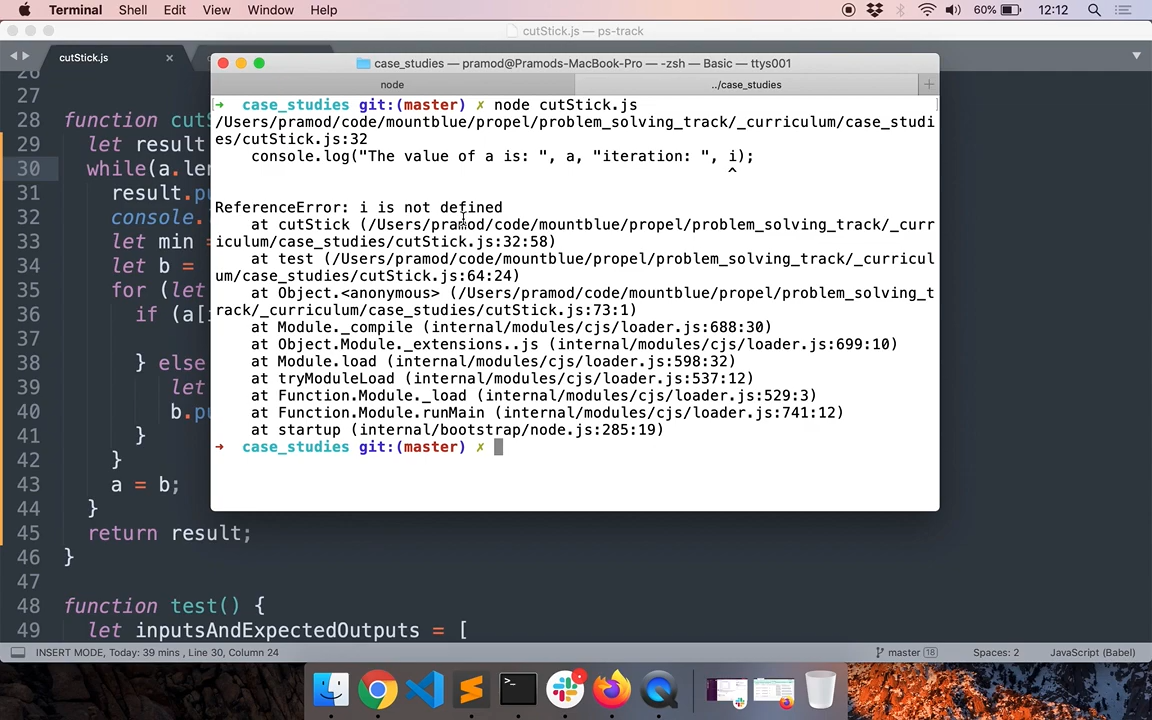 Terminal Shell Edit View Window Help 60% 12:12
cutStick.js — ps-track
cutStick.js
case_studies — pramod@Pramods-MacBook-Pro — -zsh — Basic — ttys001
node ../case_studies
→ case_studies git:(master) ✗ node cutStick.js
/Users/pramod/code/mountblue/propel/problem_solving_track/_curriculum/case_studi
es/cutStick.js:32
console.log("The value of a is: ", a, "iteration: ", i);
^
ReferenceError: i is not defined
at cutStick (/Users/pramod/code/mountblue/propel/problem_solving_track/_curr
iculum/case_studies/cutStick.js:32:58)
at test (/Users/pramod/code/mountblue/propel/problem_solving_track/_curricul
um/case_studies/cutStick.js:64:24)
at Object.<anonymous> (/Users/pramod/code/mountblue/propel/problem_solving_t
rack/_curriculum/case_studies/cutStick.js:73:1)
at Module._compile (internal/modules/cjs/loader.js:688:30)
at Object.Module._extensions..js (internal/modules/cjs/loader.js:699:10)
at Module.load (internal/modules/cjs/loader.js:598:32)
at tryModuleLoad (internal/modules/cjs/loader.js:537:12)
at Function.Module._load (internal/modules/cjs/loader.js:529:3)
at Function.Module.runMain (internal/modules/cjs/loader.js:741:12)
at startup (internal/bootstrap/node.js:285:19)
→ case_studies git:(master) ✗
26
27
28 function cutS
29 let result
30 while(a.le
31 result.pu
32 console.
33 let min =
34 let b =
35 for (let
36 if (a[
37
38 } else
39 let
40 b.pu
41 }
42 }
43 a = b;
44 }
45 return result;
46 }
47
48 function test() {
49 let inputsAndExpectedOutputs = [
INSERT MODE, Today: 39 mins , Line 30, Column 24 master 18 Spaces: 2 JavaScript (Babel)